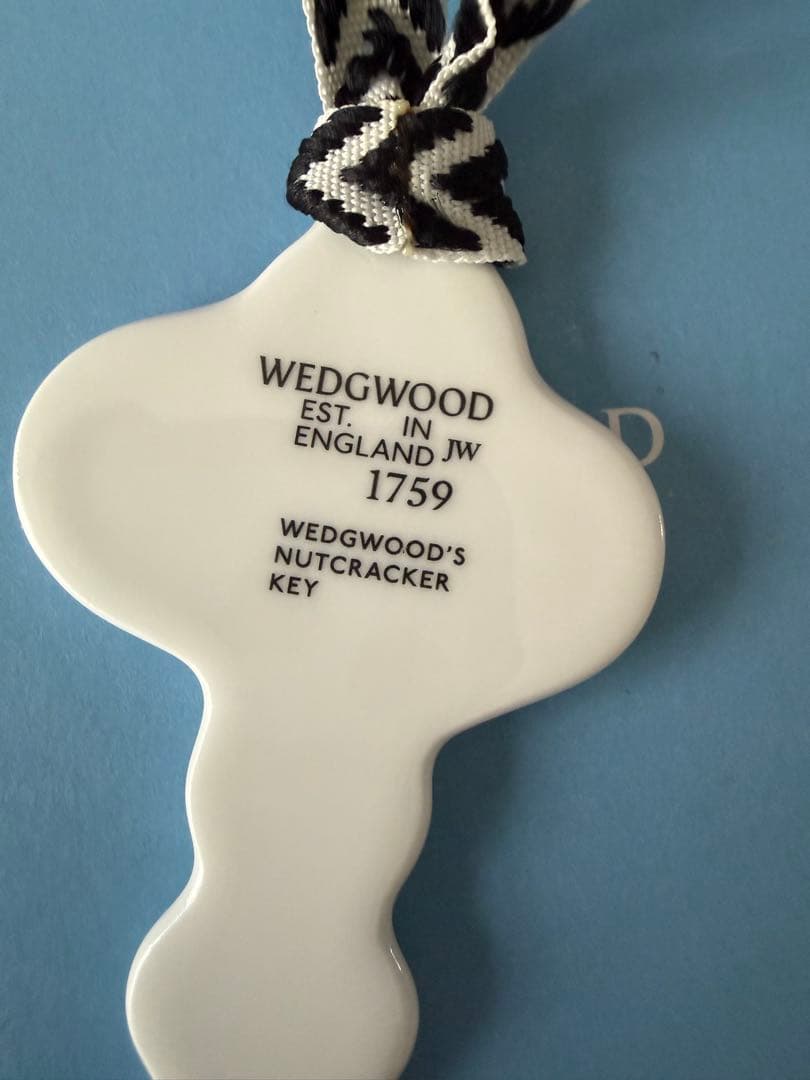 WEDGWOOD
EST. IN
ENGLAND JW
1759
WEDGWOOD'S
NUTCRACKER
KEY
D